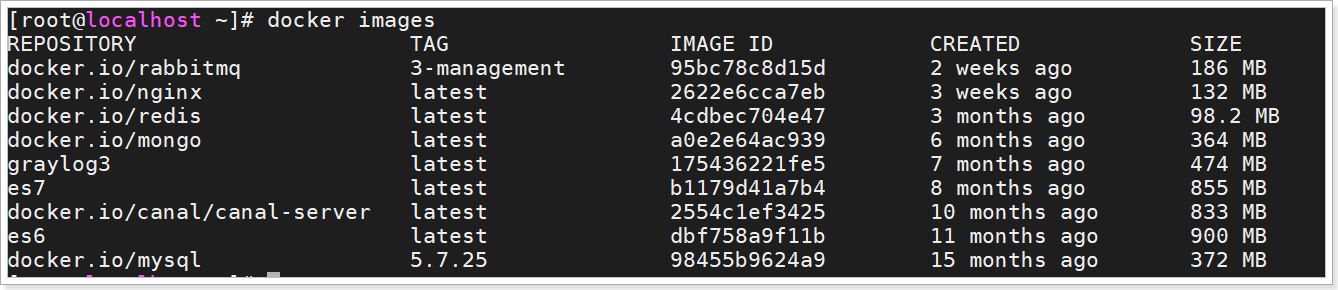 [root@localhost ~]# docker images
REPOSITORY TAG IMAGE ID CREATED SIZE
docker.io/rabbitmq 3-management 95bc78c8d15d 2 weeks ago 186 MB
docker.io/nginx latest 2622e6cca7eb 3 weeks ago 132 MB
docker.io/redis latest 4cdbec704e47 3 months ago 98.2 MB
docker.io/mongo latest a0e2e64ac939 6 months ago 364 MB
graylog3 latest 175436221fe5 7 months ago 474 MB
es7 latest b1179d41a7b4 8 months ago 855 MB
docker.io/canal/canal-server latest 2554c1ef3425 10 months ago 833 MB
es6 latest dbf758a9f11b 11 months ago 900 MB
docker.io/mysql 5.7.25 98455b9624a9 15 months ago 372 MB